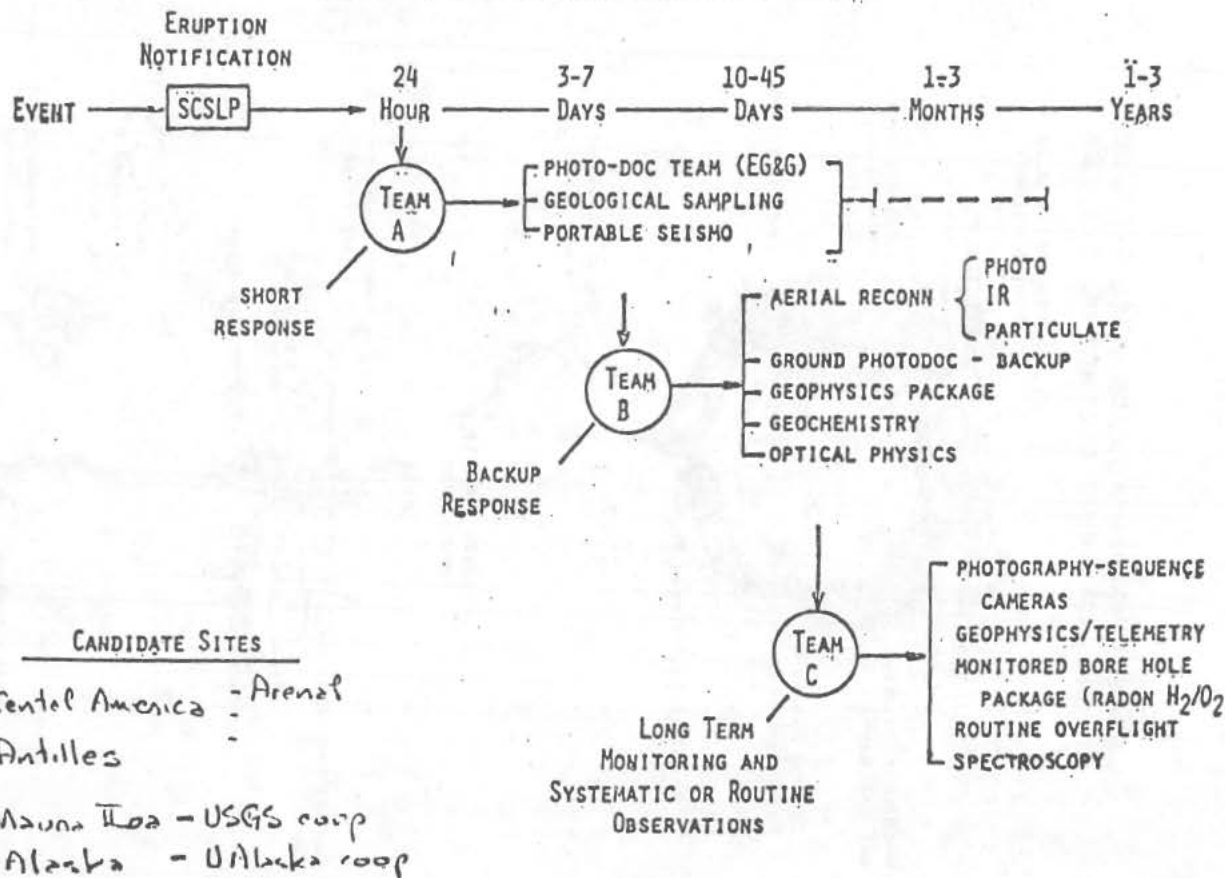 ERUPTION
NOTIFICATION
EVENT
SCSLP
24
HOUR
3-7
DAYS
10-45
DAYS
1-3
MONTHS
1-3
YEARS
TEAM
A
PHOTO-DOC TEAM (EG&G)
GEOLOGICAL SAMPLING
PORTABLE SEISMO
SHORT
RESPONSE
TEAM
B
AERIAL RECONN
PHOTO
IR
PARTICULATE
GROUND PHOTODOC - BACKUP
GEOPHYSICS PACKAGE
GEOCHEMISTRY
OPTICAL PHYSICS
BACKUP
RESPONSE
TEAM
C
PHOTOGRAPHY-SEQUENCE
CAMERAS
GEOPHYSICS/TELEMETRY
MONITORED BORE HOLE
PACKAGE (RADON H2/O2
ROUTINE OVERFLIGHT
SPECTROSCOPY
LONG TERM
MONITORING AND
SYSTEMATIC OR ROUTINE
OBSERVATIONS
CANDIDATE SITES
America - Arenal
Antilles
Mauna - USGS coop
Alaska - UAlaska coop